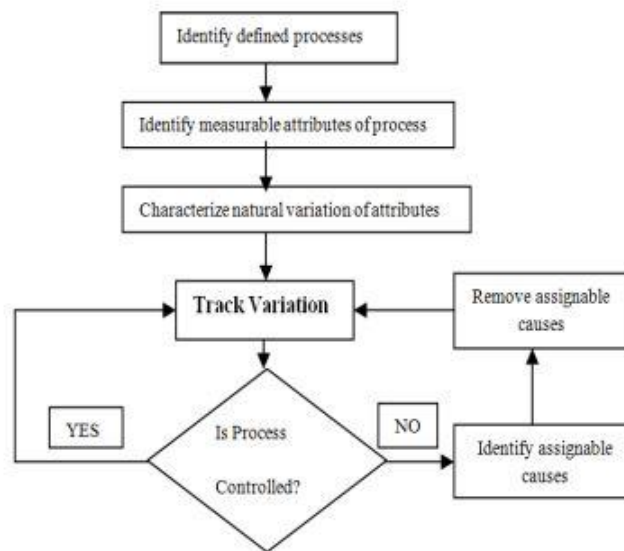 Identify defined processes
Identify measurable attributes of process
Characterize natural variation of attributes
Track Variation
Remove assignable
causes
YES
Is Process
Controlled?
NO
Identify assignable
causes